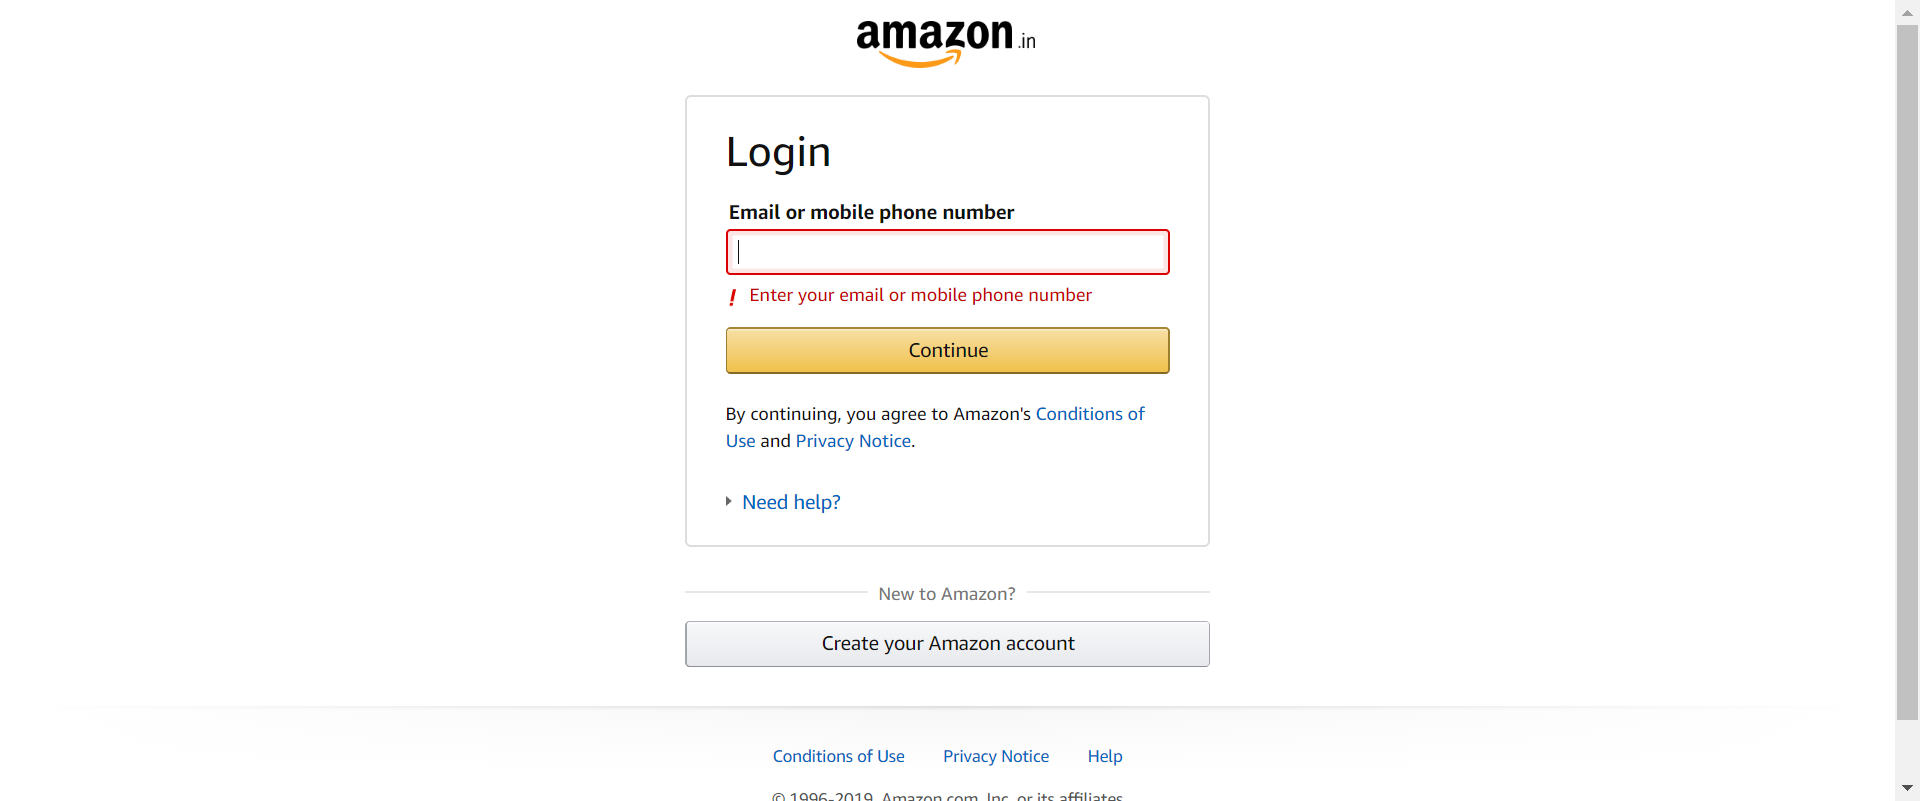 amazon.in
Login
Email or mobile phone number
! Enter your email or mobile phone number
Continue
By continuing, you agree to Amazon's Conditions of
Use and Privacy Notice.
Need help?
New to Amazon?
Create your Amazon account
Conditions of Use Privacy Notice Help
© 1996-2019, Amazon.com, Inc. or its affiliates